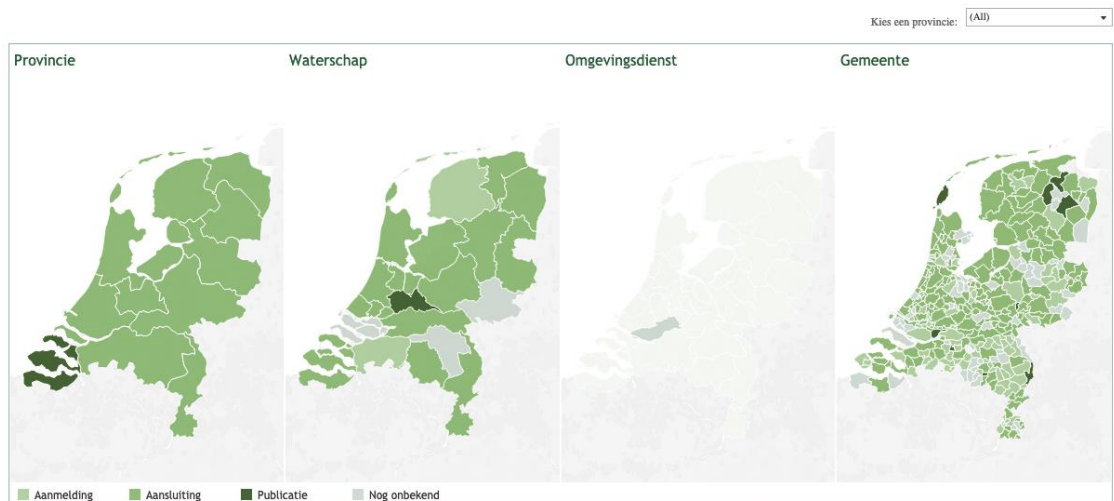 Kies een provincie: (All)
Provincie Waterschap Omgevingsdienst Gemeente
Aanmelding Aansluiting Publicatie Nog onbekend